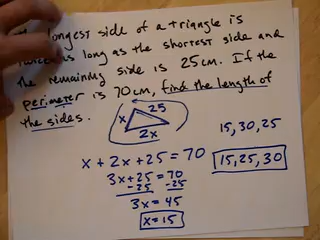 longest side of a triangle is
as long as the shortest side and
the remaining side is 25cm. If the
perimeter is 70cm, find the length of
the sides.
25
x
2x
15, 30, 25
x + 2x + 25 = 70
15, 25, 30
3x + 25 = 70
-25 -25
3x = 45
x = 15